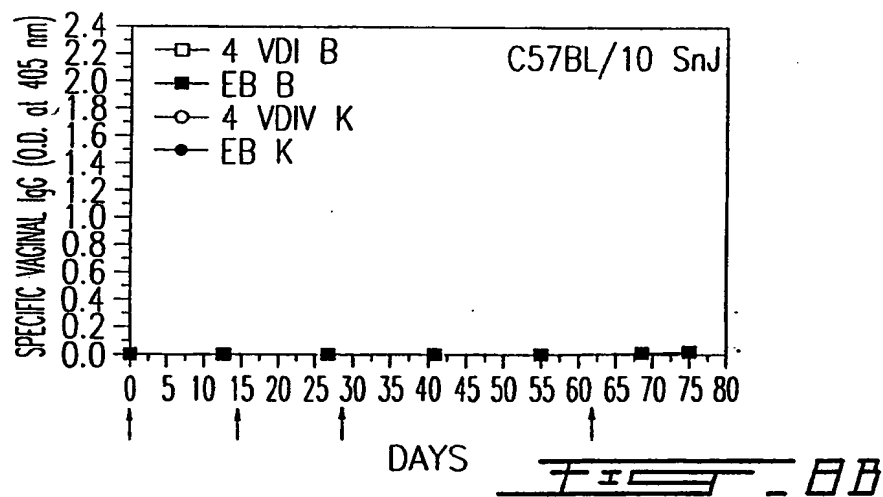 SPECIFIC VAGINAL IgG (O.D. at 405 nm)
2.4
2.2
2.0
1.8
1.6
1.4
1.2
1.0
0.8
0.6
0.4
0.2
0.0
4 VDI B
EB B
4 VDIV K
EB K
C57BL/10 SnJ
0 5 10 15 20 25 30 35 40 45 50 55 60 65 70 75 80
DAYS
FIG. 8B